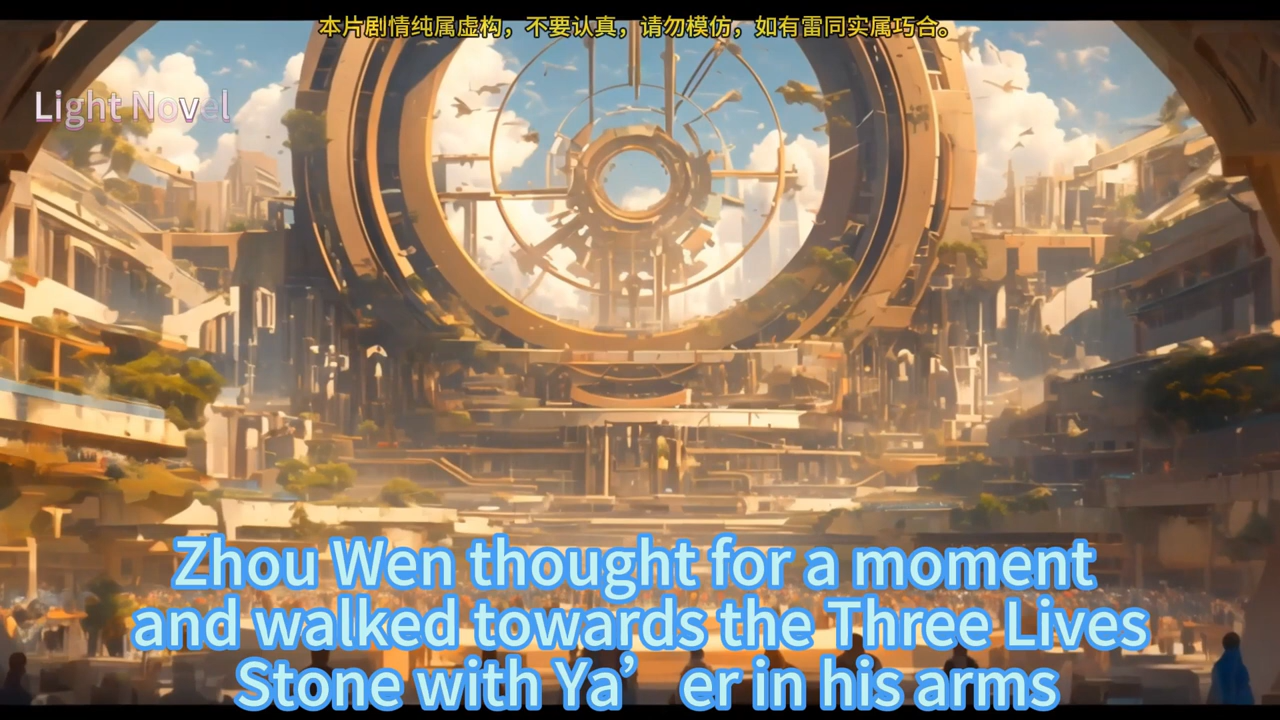 本片剧情纯属虚构，不要认真，请勿模仿，如有雷同实属巧合。
Light Novel
Zhou Wen thought for a moment
and walked towards the Three Lives
Stone with Ya’ er in his arms